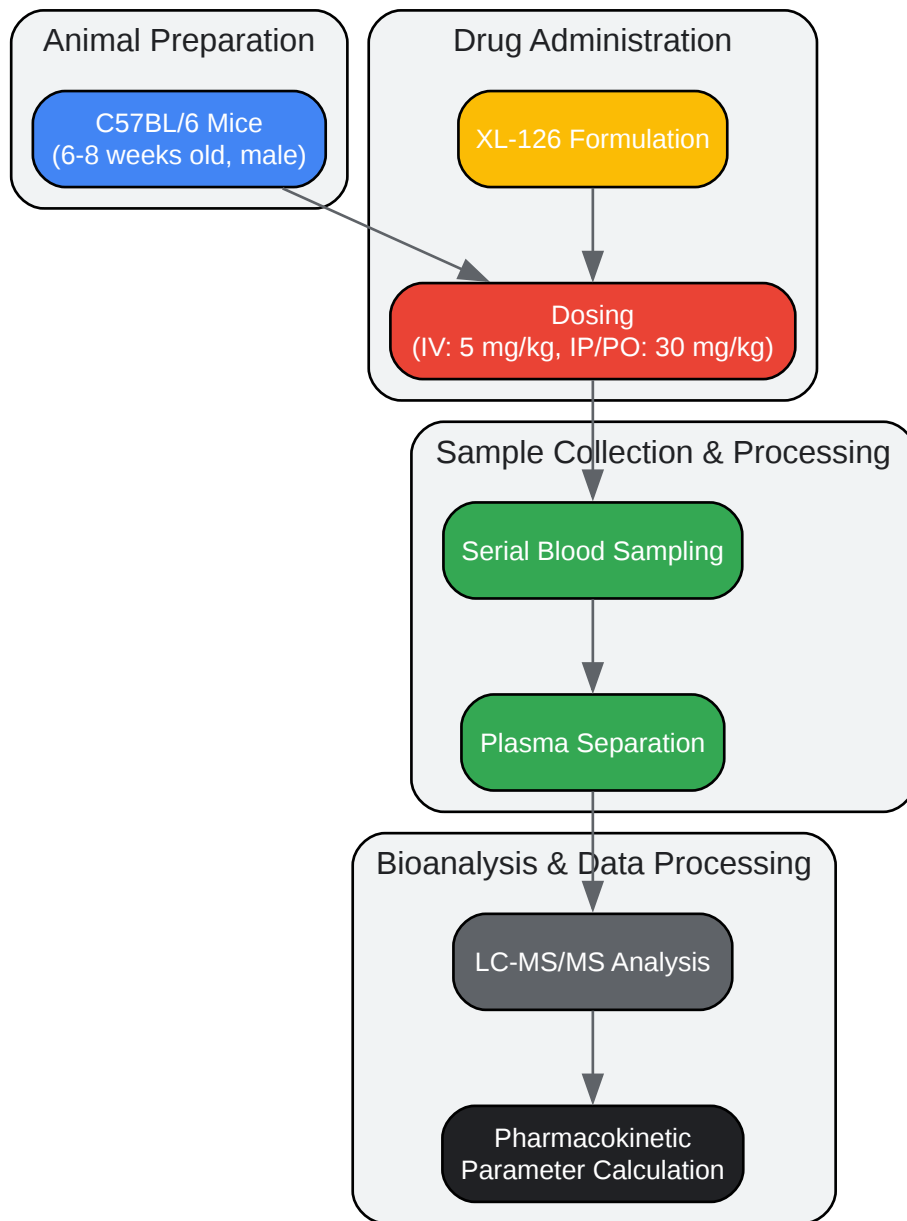 Animal Preparation
C57BL/6 Mice
(6-8 weeks old, male)
Drug Administration
XL-126 Formulation
Dosing
(IV: 5 mg/kg, IP/PO: 30 mg/kg)
Sample Collection & Processing
Serial Blood Sampling
Plasma Separation
Bioanalysis & Data Processing
LC-MS/MS Analysis
Pharmacokinetic
Parameter Calculation